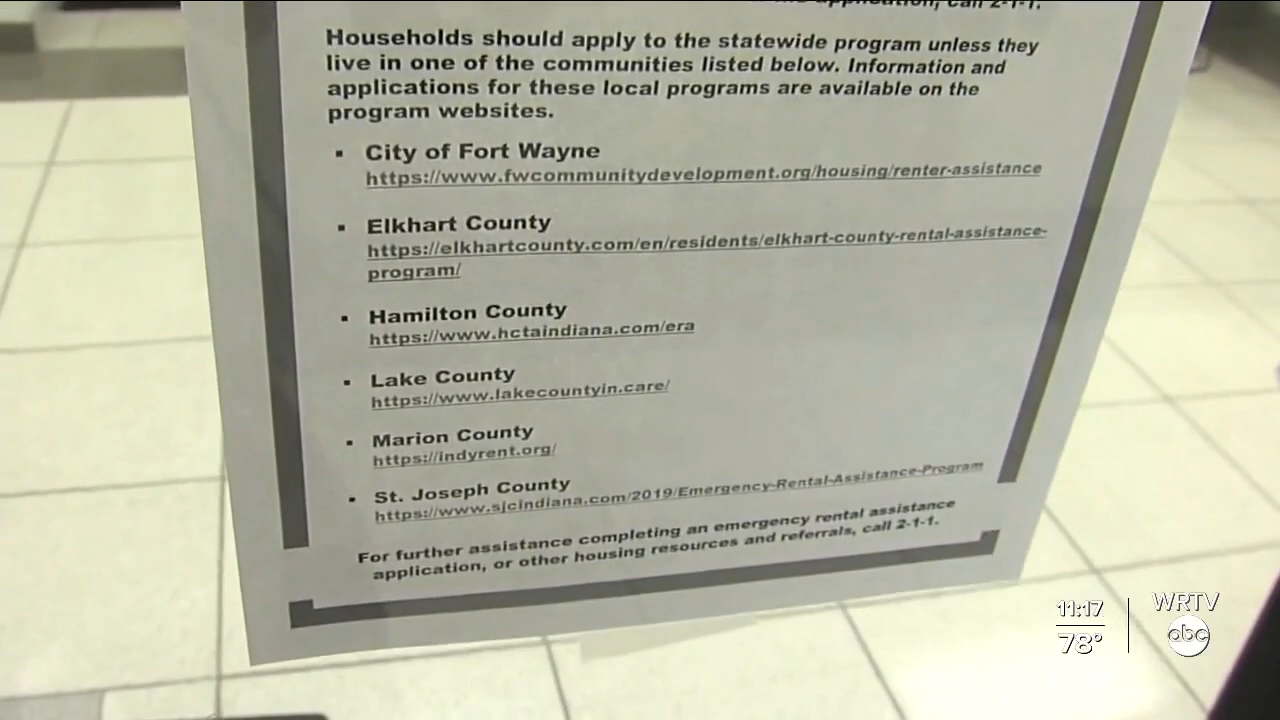 application, call 2-1-1.
Households should apply to the statewide program unless they
live in one of the communities listed below. Information and
applications for these local programs are available on the
program websites.
▪ City of Fort Wayne
https://www.fwcommunitydevelopment.org/housing/renter-assistance
▪ Elkhart County
https://elkhartcounty.com/en/residents/elkhart-county-rental-assistance-
program/
▪ Hamilton County
https://www.hctaindiana.com/era
▪ Lake County
https://www.lakecountyin.care/
▪ Marion County
https://indyrent.org/
▪ St. Joseph County
https://www.sjcindiana.com/2019/Emergency-Rental-Assistance-Program
For further assistance completing an emergency rental assistance
application, or other housing resources and referrals, call 2-1-1.
11:17
78°
WRTV
abc